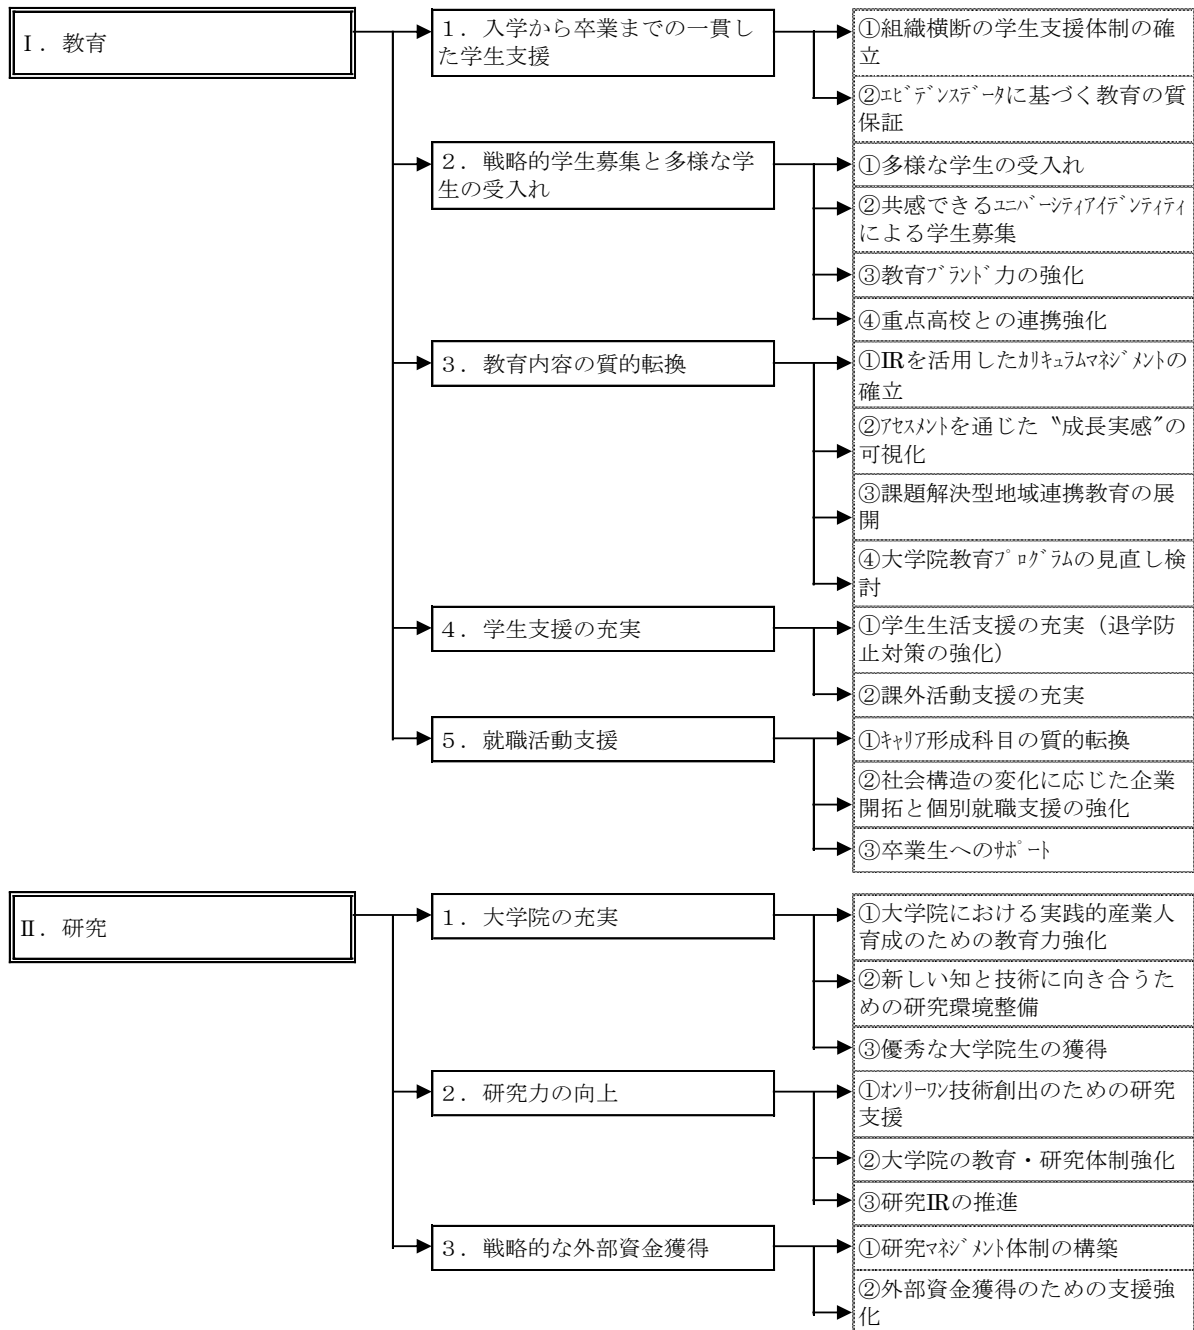 Ⅰ．教育
１．入学から卒業までの一貫し
た学生支援
①組織横断の学生支援体制の確
立
②ｴﾋﾞﾃﾞﾝｽﾃﾞｰﾀに基づく教育の質
保証
２．戦略的学生募集と多様な学
生の受入れ
①多様な学生の受入れ
②共感できるﾕﾆﾊﾞｰｼﾃｨｱｲﾃﾞﾝﾃｨﾃｨ
による学生募集
③教育ﾌﾞﾗﾝﾄﾞ力の強化
④重点高校との連携強化
３．教育内容の質的転換
①IRを活用したｶﾘｷｭﾗﾑﾏﾈｼﾞﾒﾝﾄの
確立
②ｱｾｽﾒﾝﾄを通じた〝成長実感〞の
可視化
③課題解決型地域連携教育の展
開
④大学院教育ﾌﾟﾛｸﾞﾗﾑの見直し検
討
４．学生支援の充実
①学生生活支援の充実（退学防
止対策の強化）
②課外活動支援の充実
５．就職活動支援
①ｷｬﾘｱ形成科目の質的転換
②社会構造の変化に応じた企業
開拓と個別就職支援の強化
③卒業生へのｻﾎﾟｰﾄ
Ⅱ．研究
１．大学院の充実
①大学院における実践的産業人
育成のための教育力強化
②新しい知と技術に向き合うた
めの研究環境整備
③優秀な大学院生の獲得
２．研究力の向上
①ｵﾝﾘｰﾜﾝ技術創出のための研究
支援
②大学院の教育・研究体制強化
③研究IRの推進
３．戦略的な外部資金獲得
①研究ﾏﾈｼﾞﾒﾝﾄ体制の構築
②外部資金獲得のための支援強
化